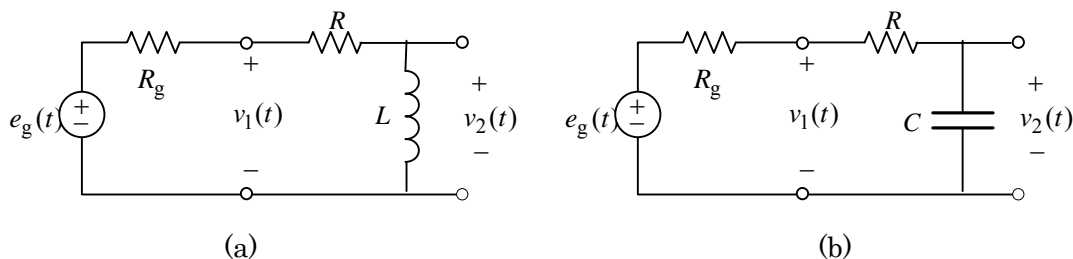 R R
R_g R_g
+ +
e_g(t) + − v_1(t) L + v_2(t) − e_g(t) + − v_1(t) C + v_2(t) −
− −
(a) (b)